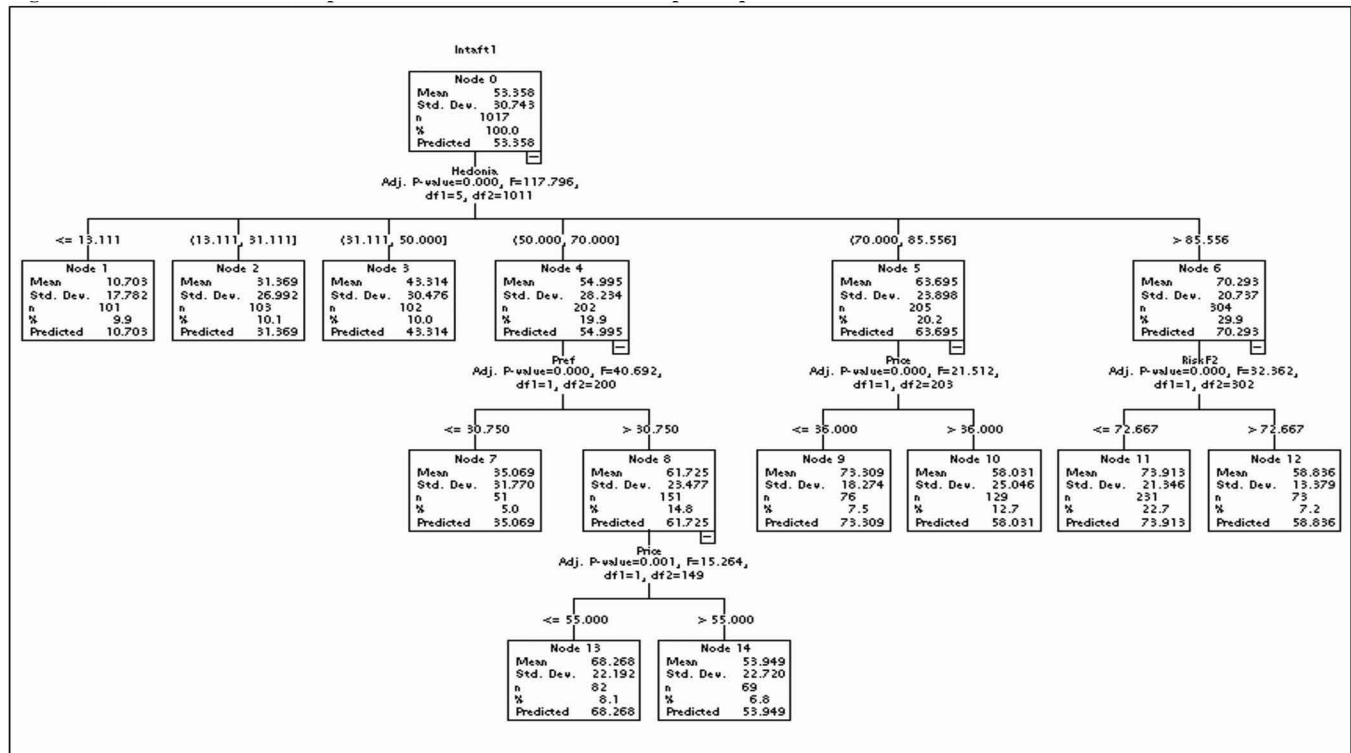 Intaft1
Node 0
Mean 53.358
Std. Dev. 30.743
n 1017
% 100.0
Predicted 53.358
Hedonia
Adj. P-value=0.000, F=117.796,
df1=5, df2=1011
<= 13.111
(13.111, 31.111]
(31.111, 50.000]
(50.000, 70.000]
(70.000, 85.556]
> 85.556
Node 1
Mean 10.703
Std. Dev. 17.782
n 101
% 9.9
Predicted 10.703
Node 2
Mean 31.369
Std. Dev. 26.992
n 103
% 10.1
Predicted 31.369
Node 3
Mean 43.314
Std. Dev. 30.476
n 102
% 10.0
Predicted 43.314
Node 4
Mean 54.995
Std. Dev. 28.234
n 202
% 19.9
Predicted 54.995
Node 5
Mean 63.695
Std. Dev. 23.898
n 205
% 20.2
Predicted 63.695
Node 6
Mean 70.293
Std. Dev. 20.737
n 304
% 29.9
Predicted 70.293
Pref
Adj. P-value=0.000, F=40.692,
df1=1, df2=200
Price
Adj. P-value=0.000, F=21.512,
df1=1, df2=203
RiskF2
Adj. P-value=0.000, F=32.362,
df1=1, df2=302
<= 30.750
> 30.750
<= 36.000
> 36.000
<= 72.667
> 72.667
Node 7
Mean 35.069
Std. Dev. 31.770
n 51
% 5.0
Predicted 35.069
Node 8
Mean 61.725
Std. Dev. 23.477
n 151
% 14.8
Predicted 61.725
Node 9
Mean 73.309
Std. Dev. 18.274
n 76
% 7.5
Predicted 73.309
Node 10
Mean 58.031
Std. Dev. 25.046
n 129
% 12.7
Predicted 58.031
Node 11
Mean 73.913
Std. Dev. 21.346
n 231
% 22.7
Predicted 73.913
Node 12
Mean 58.836
Std. Dev. 13.379
n 73
% 7.2
Predicted 58.836
Price
Adj. P-value=0.001, F=15.264,
df1=1, df2=149
<= 55.000
> 55.000
Node 13
Mean 68.268
Std. Dev. 22.192
n 82
% 8.1
Predicted 68.268
Node 14
Mean 53.949
Std. Dev. 22.720
n 69
% 6.8
Predicted 53.949